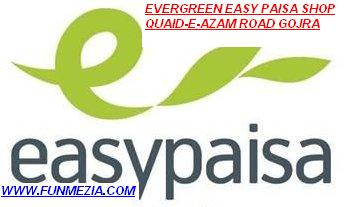 EVERGREEN EASY PAISA SHOP
QUAID-E-AZAM ROAD GOJRA
easypaisa
WWW.FUNMEZIA.COM